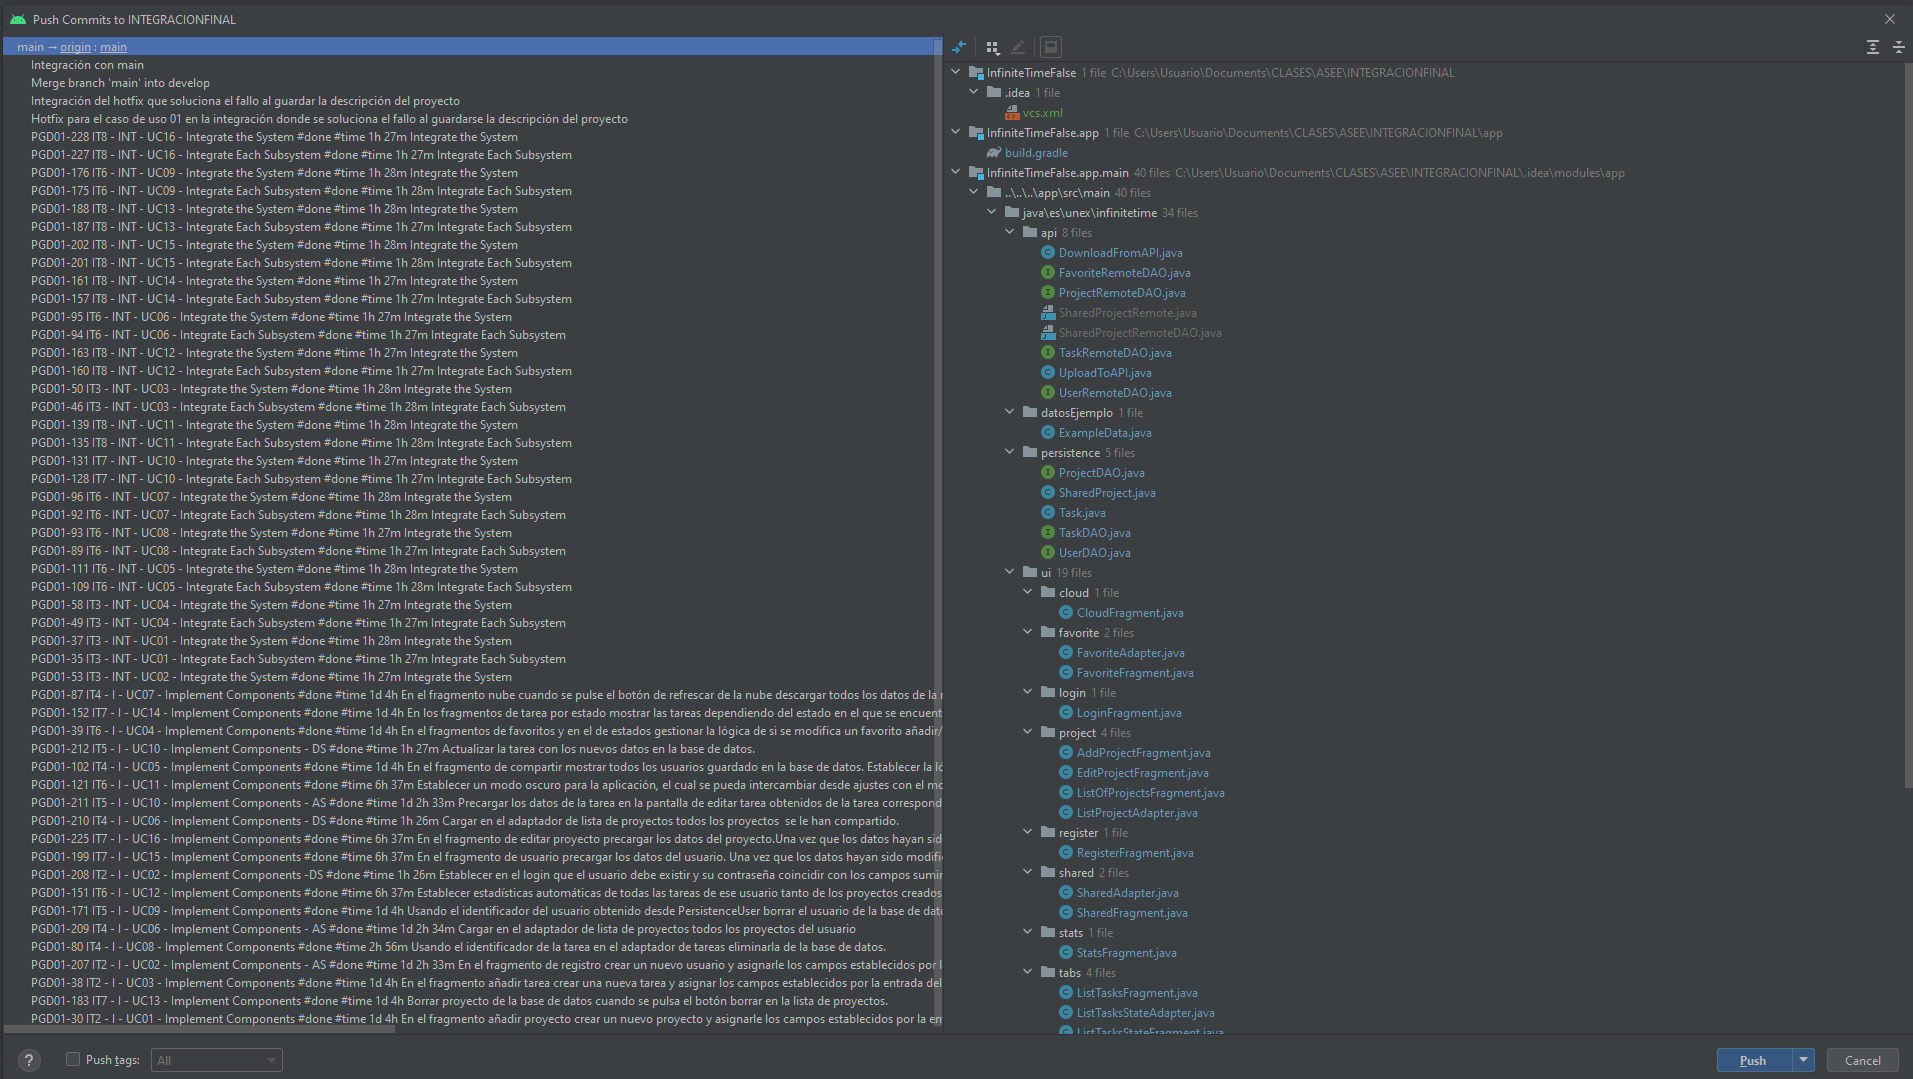 Push Commits to INTEGRACIONFINAL
main → origin : main
Integración con main
Merge branch 'main' into develop
Integración del hotfix que soluciona el fallo al guardar la descripción del proyecto
Hotfix para el caso de uso 01 en la integración donde se soluciona el fallo al guardarse la descripción del proyecto
PGD01-228 IT8 - INT - UC16 - Integrate the System #done #time 1h 27m Integrate the System
PGD01-227 IT8 - INT - UC16 - Integrate Each Subsystem #done #time 1h 27m Integrate Each Subsystem
PGD01-176 IT6 - INT - UC09 - Integrate the System #done #time 1h 28m Integrate the System
PGD01-175 IT6 - INT - UC09 - Integrate Each Subsystem #done #time 1h 28m Integrate Each Subsystem
PGD01-188 IT8 - INT - UC13 - Integrate the System #done #time 1h 28m Integrate the System
PGD01-187 IT8 - INT - UC13 - Integrate Each Subsystem #done #time 1h 27m Integrate Each Subsystem
PGD01-202 IT8 - INT - UC15 - Integrate the System #done #time 1h 28m Integrate the System
PGD01-201 IT8 - INT - UC15 - Integrate Each Subsystem #done #time 1h 28m Integrate Each Subsystem
PGD01-161 IT8 - INT - UC14 - Integrate the System #done #time 1h 27m Integrate the System
PGD01-157 IT8 - INT - UC14 - Integrate Each Subsystem #done #time 1h 27m Integrate Each Subsystem
PGD01-95 IT6 - INT - UC06 - Integrate the System #done #time 1h 27m Integrate the System
PGD01-94 IT6 - INT - UC06 - Integrate Each Subsystem #done #time 1h 27m Integrate Each Subsystem
PGD01-163 IT8 - INT - UC12 - Integrate the System #done #time 1h 27m Integrate the System
PGD01-160 IT8 - INT - UC12 - Integrate Each Subsystem #done #time 1h 27m Integrate Each Subsystem
PGD01-50 IT3 - INT - UC03 - Integrate the System #done #time 1h 28m Integrate the System
PGD01-46 IT3 - INT - UC03 - Integrate Each Subsystem #done #time 1h 28m Integrate Each Subsystem
PGD01-139 IT8 - INT - UC11 - Integrate the System #done #time 1h 28m Integrate the System
PGD01-135 IT8 - INT - UC11 - Integrate Each Subsystem #done #time 1h 28m Integrate Each Subsystem
PGD01-131 IT7 - INT - UC10 - Integrate the System #done #time 1h 27m Integrate the System
PGD01-128 IT7 - INT - UC10 - Integrate Each Subsystem #done #time 1h 27m Integrate Each Subsystem
PGD01-96 IT6 - INT - UC07 - Integrate the System #done #time 1h 28m Integrate the System
PGD01-92 IT6 - INT - UC07 - Integrate Each Subsystem #done #time 1h 28m Integrate Each Subsystem
PGD01-93 IT6 - INT - UC08 - Integrate the System #done #time 1h 27m Integrate the System
PGD01-89 IT6 - INT - UC08 - Integrate Each Subsystem #done #time 1h 27m Integrate Each Subsystem
PGD01-111 IT6 - INT - UC05 - Integrate the System #done #time 1h 28m Integrate the System
PGD01-109 IT6 - INT - UC05 - Integrate Each Subsystem #done #time 1h 28m Integrate Each Subsystem
PGD01-58 IT3 - INT - UC04 - Integrate the System #done #time 1h 27m Integrate the System
PGD01-49 IT3 - INT - UC04 - Integrate Each Subsystem #done #time 1h 27m Integrate Each Subsystem
PGD01-37 IT3 - INT - UC01 - Integrate the System #done #time 1h 28m Integrate the System
PGD01-35 IT3 - INT - UC01 - Integrate Each Subsystem #done #time 1h 27m Integrate Each Subsystem
PGD01-53 IT3 - INT - UC02 - Integrate the System #done #time 1h 27m Integrate the System
PGD01-87 IT4 - I - UC07 - Implement Components #done #time 1d 4h En el fragmento nube cuando se pulse el botón de refrescar de la nube descargar todos los datos de la
PGD01-152 IT7 - I - UC14 - Implement Components #done #time 1d 4h En los fragmentos de tarea por estado mostrar las tareas dependiendo del estado en el que se encuent
PGD01-39 IT6 - I - UC04 - Implement Components #done #time 1d 4h En el fragmentos de favoritos y en el de estados gestionar la lógica de si se modifica un favorito añadir/
PGD01-212 IT5 - I - UC10 - Implement Components - DS #done #time 1h 27m Actualizar la tarea con los nuevos datos en la base de datos.
PGD01-102 IT4 - I - UC05 - Implement Components #done #time 1d 4h En el fragmento de compartir mostrar todos los usuarios guardado en la base de datos. Establecer la ló
PGD01-121 IT6 - I - UC11 - Implement Components #done #time 6h 37m Establecer un modo oscuro para la aplicación, el cual se pueda intercambiar desde ajustes con el mo
PGD01-211 IT5 - I - UC10 - Implement Components - AS #done #time 1d 2h 33m Precargar los datos de la tarea en la pantalla de editar tarea obtenidos de la tarea correspond
PGD01-210 IT4 - I - UC06 - Implement Components - DS #done #time 1h 26m Cargar en el adaptador de lista de proyectos todos los proyectos  se le han compartido.
PGD01-225 IT7 - I - UC16 - Implement Components #done #time 6h 37m En el fragmento de editar proyecto precargar los datos del proyecto.Una vez que los datos hayan sid
PGD01-199 IT7 - I - UC15 - Implement Components #done #time 6h 37m En el fragmento de usuario precargar los datos del usuario. Una vez que los datos hayan sido modifi
PGD01-208 IT2 - I - UC02 - Implement Components -DS #done #time 1h 26m Establecer en el login que el usuario debe existir y su contraseña coincidir con los campos sumir
PGD01-151 IT6 - I - UC12 - Implement Components #done #time 6h 37m Establecer estadísticas automáticas de todas las tareas de ese usuario tanto de los proyectos creados
PGD01-171 IT5 - I - UC09 - Implement Components #done #time 1d 4h Usando el identificador del usuario obtenido desde PersistenceUser borrar el usuario de la base de dat
PGD01-209 IT4 - I - UC06 - Implement Components - AS #done #time 1d 2h 34m Cargar en el adaptador de lista de proyectos todos los proyectos del usuario
PGD01-80 IT4 - I - UC08 - Implement Components #done #time 2h 56m Usando el identificador de la tarea en el adaptador de tareas eliminarla de la base de datos.
PGD01-207 IT2 - I - UC02 - Implement Components - AS #done #time 1d 2h 33m En el fragmento de registro crear un nuevo usuario y asignarle los campos establecidos por l
PGD01-38 IT2 - I - UC03 - Implement Components #done #time 1d 4h En el fragmento añadir tarea crear una nueva tarea y asignar los campos establecidos por la entrada del
PGD01-183 IT7 - I - UC13 - Implement Components #done #time 1d 4h Borrar proyecto de la base de datos cuando se pulsa el botón borrar en la lista de proyectos.
PGD01-30 IT2 - I - UC01 - Implement Components #done #time 1d 4h En el fragmento añadir proyecto crear un nuevo proyecto y asignarle los campos establecidos por la en
InfiniteTimeFalse 1 file C:\Users\Usuario\Documents\CLASES\ASEE\INTEGRACIONFINAL
.idea 1 file
vcs.xml
InfiniteTimeFalse.app 1 file C:\Users\Usuario\Documents\CLASES\ASEE\INTEGRACIONFINAL\app
build.gradle
InfiniteTimeFalse.app.main 40 files C:\Users\Usuario\Documents\CLASES\ASEE\INTEGRACIONFINAL\.idea\modules\app
..\..\..\app\src\main 40 files
java\es\unex\infinitetime 34 files
api 8 files
DownloadFromAPI.java
FavoriteRemoteDAO.java
ProjectRemoteDAO.java
SharedProjectRemote.java
SharedProjectRemoteDAO.java
TaskRemoteDAO.java
UploadToAPI.java
UserRemoteDAO.java
datosEjemplo 1 file
ExampleData.java
persistence 5 files
ProjectDAO.java
SharedProject.java
Task.java
TaskDAO.java
UserDAO.java
ui 19 files
cloud 1 file
CloudFragment.java
favorite 2 files
FavoriteAdapter.java
FavoriteFragment.java
login 1 file
LoginFragment.java
project 4 files
AddProjectFragment.java
EditProjectFragment.java
ListOfProjectsFragment.java
ListProjectAdapter.java
register 1 file
RegisterFragment.java
shared 2 files
SharedAdapter.java
SharedFragment.java
stats 1 file
StatsFragment.java
tabs 4 files
ListTasksFragment.java
ListTasksStateAdapter.java
ListTasksStateFragment.java
? Push tags: All
Push Cancel